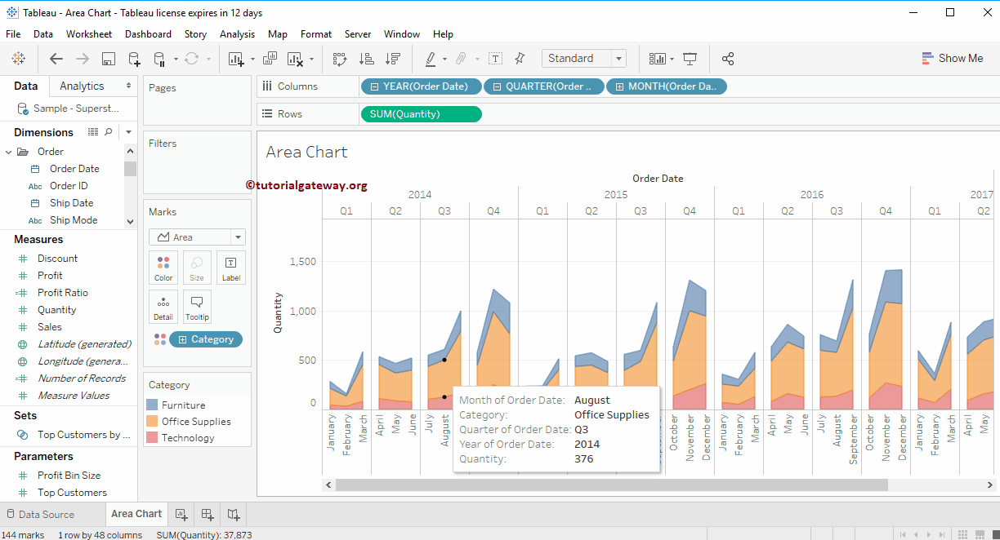 Tableau - Area Chart - Tableau license expires in 12 days
File Data Worksheet Dashboard Story Analysis Map Format Server Window Help
Standard
Show Me
Data Analytics
Sample - Superst...
Dimensions
Order
Order Date
Abc Order ID
Ship Date
Abc Ship Mode
Measures
Discount
Profit
Profit Ratio
Quantity
Sales
Latitude (generated)
Longitude (genera...
Number of Records
Measure Values
Sets
Top Customers by ...
Parameters
Profit Bin Size
Top Customers
Pages
Filters
Marks
Area
Color Size Label
Detail Tooltip
Category
Category
Furniture
Office Supplies
Technology
Columns YEAR(Order Date) QUARTER(Order .. MONTH(Order Da..
Rows SUM(Quantity)
Area Chart
©tutorialgateway.org
Order Date
2014 2015 2016 2017
Q1 Q2 Q3 Q4 Q1 Q2 Q3 Q4 Q1 Q2 Q3 Q4 Q1 Q2
Quantity
1,500
1,000
500
0
Month of Order Date: August
Category: Office Supplies
Quarter of Order Date: Q3
Year of Order Date: 2014
Quantity: 376
January February March April May June July August October November December January February March April May June July August September October November December January February March April May
Data Source Area Chart
144 marks 1 row by 48 columns SUM(Quantity): 37,873